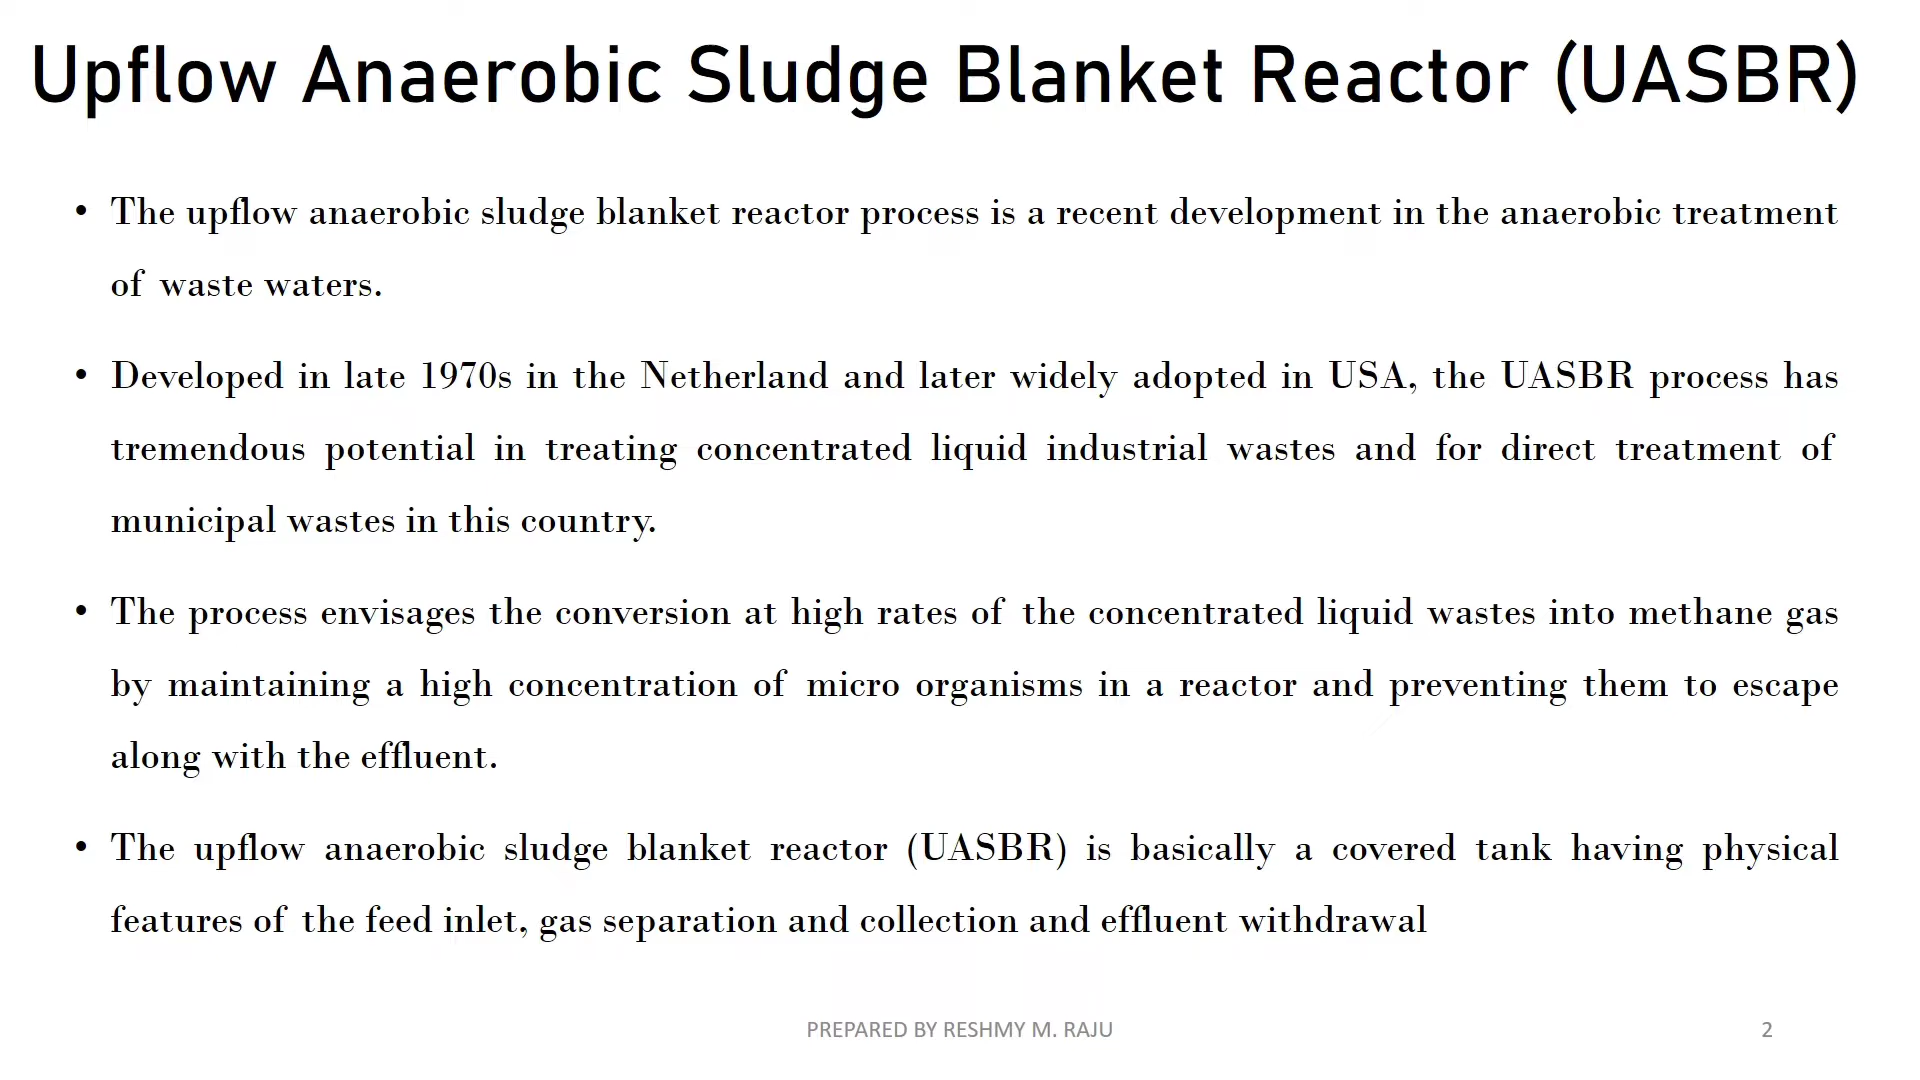 Upflow Anaerobic Sludge Blanket Reactor (UASBR)
• The upflow anaerobic sludge blanket reactor process is a recent development in the anaerobic treatment
of waste waters.
• Developed in late 1970s in the Netherland and later widely adopted in USA, the UASBR process has
tremendous potential in treating concentrated liquid industrial wastes and for direct treatment of
municipal wastes in this country.
• The process envisages the conversion at high rates of the concentrated liquid wastes into methane gas
by maintaining a high concentration of micro organisms in a reactor and preventing them to escape
along with the effluent.
• The upflow anaerobic sludge blanket reactor (UASBR) is basically a covered tank having physical
features of the feed inlet, gas separation and collection and effluent withdrawal
PREPARED BY RESHMY M. RAJU
2